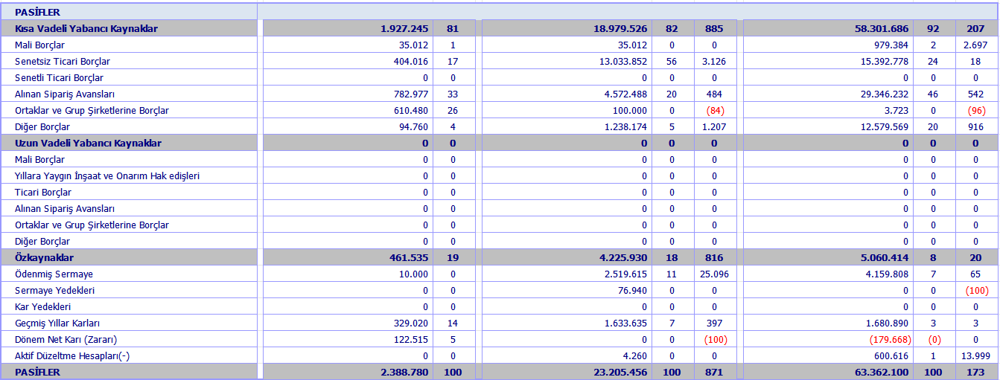 PASİFLER
Kısa Vadeli Yabancı Kaynaklar 1.927.245 81 18.979.526 82 885 58.301.686 92 207
Mali Borçlar 35.012 1 35.012 0 0 979.384 2 2.697
Senetsiz Ticari Borçlar 404.016 17 13.033.852 56 3.126 15.392.778 24 18
Senetli Ticari Borçlar 0 0 0 0 0 0 0 0
Alınan Sipariş Avansları 782.977 33 4.572.488 20 484 29.346.232 46 542
Ortaklar ve Grup Şirketlerine Borçlar 610.480 26 100.000 0 (84) 3.723 0 (96)
Diğer Borçlar 94.760 4 1.238.174 5 1.207 12.579.569 20 916
Uzun Vadeli Yabancı Kaynaklar 0 0 0 0 0 0 0 0
Mali Borçlar 0 0 0 0 0 0 0 0
Yıllara Yaygın İnşaat ve Onarım Hak edişleri 0 0 0 0 0 0 0 0
Ticari Borçlar 0 0 0 0 0 0 0 0
Alınan Sipariş Avansları 0 0 0 0 0 0 0 0
Ortaklar ve Grup Şirketlerine Borçlar 0 0 0 0 0 0 0 0
Diğer Borçlar 0 0 0 0 0 0 0 0
Özkaynaklar 461.535 19 4.225.930 18 816 5.060.414 8 20
Ödenmiş Sermaye 10.000 0 2.519.615 11 25.096 4.159.808 7 65
Sermaye Yedekleri 0 0 76.940 0 0 0 0 (100)
Kar Yedekleri 0 0 0 0 0 0 0 0
Geçmiş Yıllar Karları 329.020 14 1.633.635 7 397 1.680.890 3 3
Dönem Net Karı (Zararı) 122.515 5 0 0 (100) (179.668) (0) 0
Aktif Düzeltme Hesapları(-) 4.260 0 0 600.616 1 13.999
PASİFLER 2.388.780 100 23.205.456 100 871 63.362.100 100 173